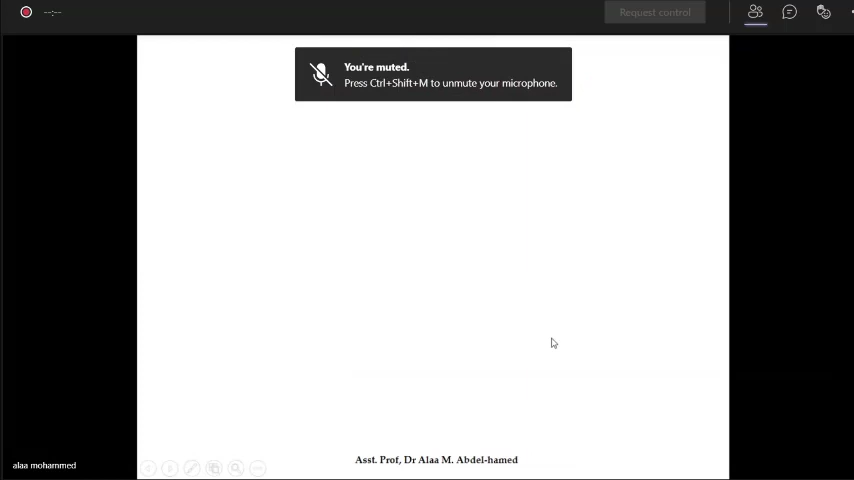 --:--
Request control
You're muted.
Press Ctrl+Shift+M to unmute your microphone.
Asst. Prof, Dr Alaa M. Abdel-hamed
alaa mohammed